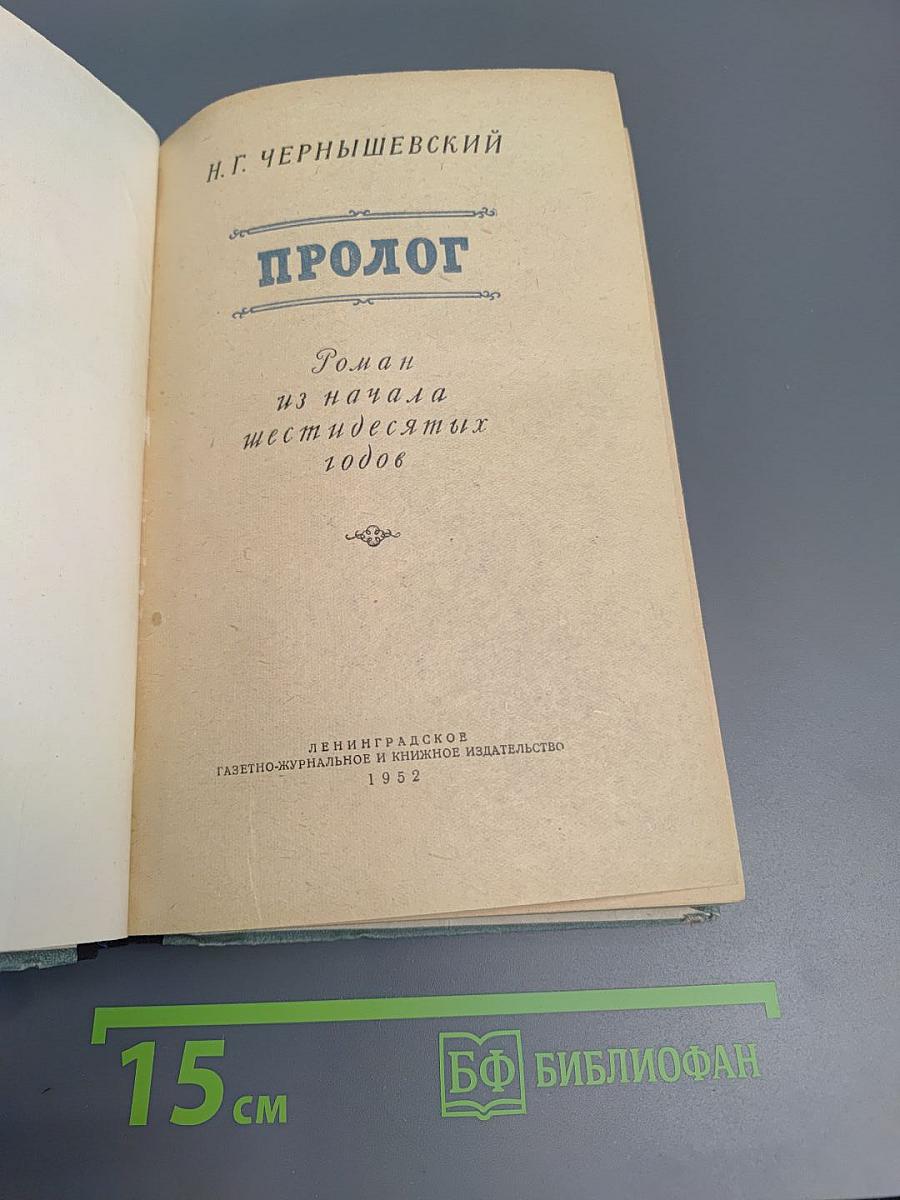 Н. Г. ЧЕРНЫШЕВСКИЙ
ПРОЛОГ
Роман
из начала
шестидесятых
годов
ЛЕНИНГРАДСКОЕ
ГАЗЕТНО-ЖУРНАЛЬНОЕ И КНИЖНОЕ ИЗДАТЕЛЬСТВО
1952
15 см
БФ БИБЛИОФАН